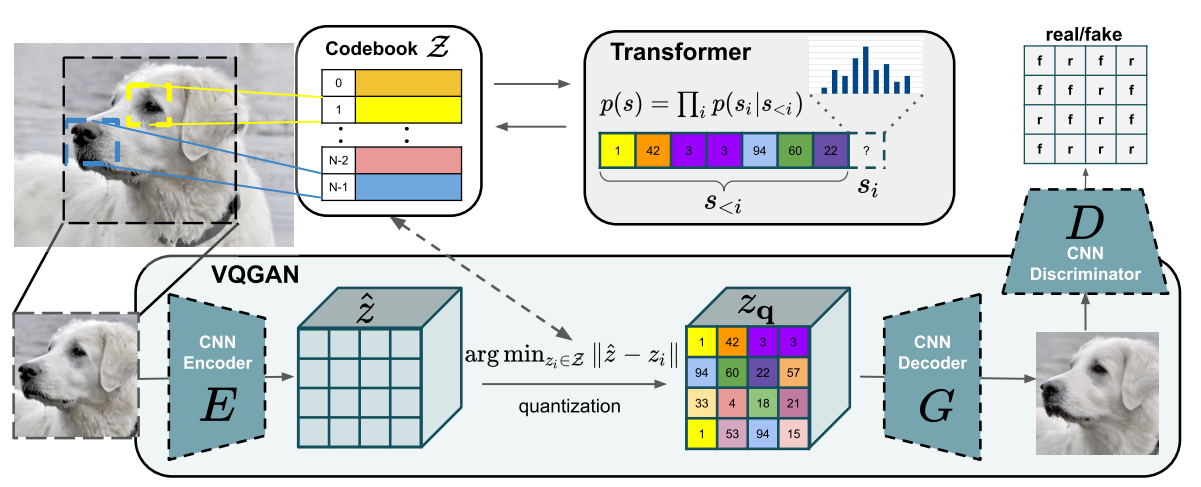 Codebook 𝒵
0
1
N-2
N-1
Transformer
p(s) = ∏ᵢ p(sᵢ|s<ᵢ)
1 42 3 3 94 60 22 ?
s<ᵢ
sᵢ
real/fake
f r f r
f f r f
r f r f
f r r r
D
CNN
Discriminator
VQGAN
CNN
Encoder
E
ẑ
arg min_{zᵢ∈𝒵} ‖ẑ − zᵢ‖
quantization
z_𝐪
1 42 3 3
94 60 22 57
33 4 18 21
1 53 94 15
CNN
Decoder
G